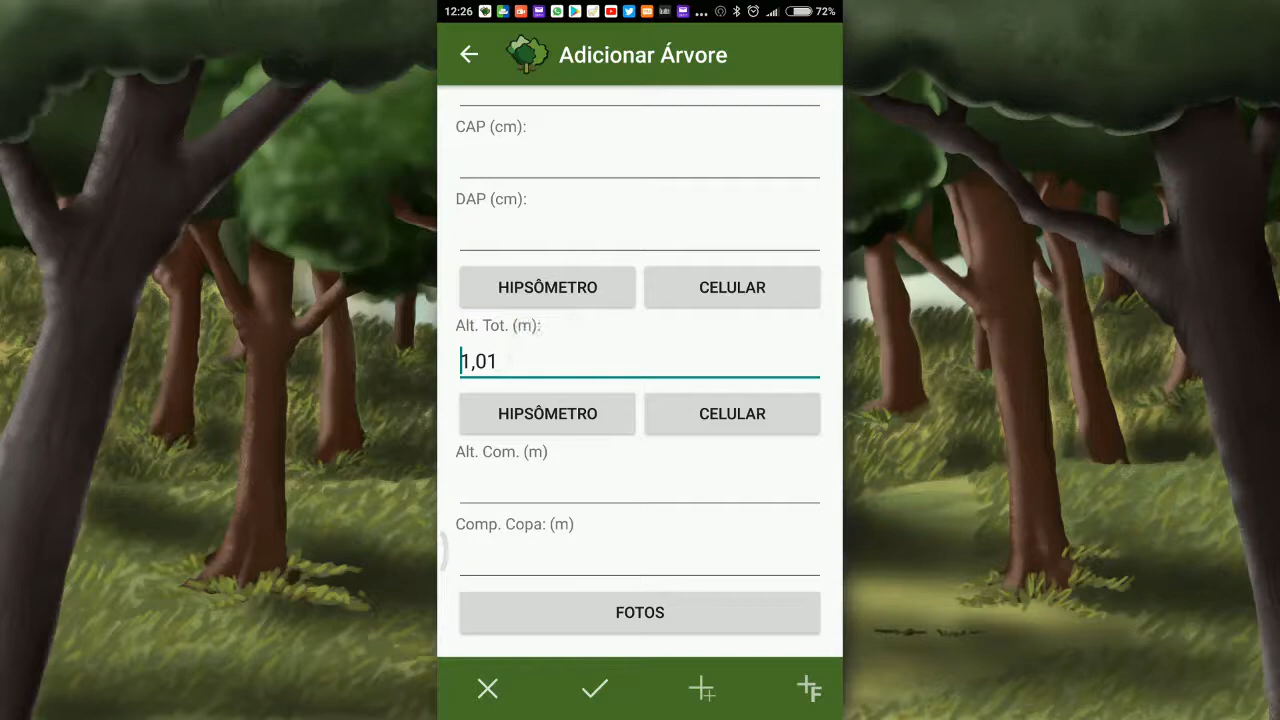 12:26
72%
Adicionar Árvore
CAP (cm):
DAP (cm):
HIPSÔMETRO CELULAR
Alt. Tot. (m):
1,01
HIPSÔMETRO CELULAR
Alt. Com. (m)
Comp. Copa: (m)
FOTOS
F